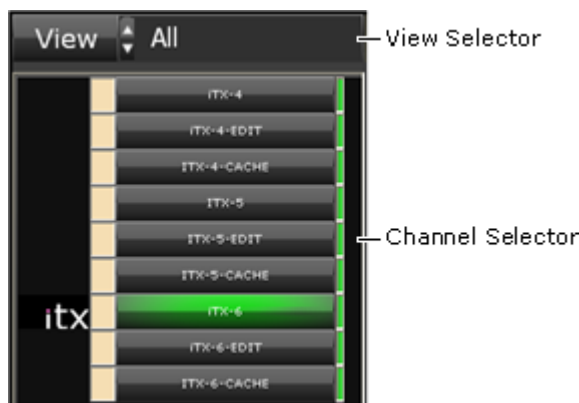 View All View Selector
iTX-4
iTX-4-EDIT
ITX-4-CACHE
iTX-5
iTX-5-EDIT Channel Selector
ITX-5-CACHE
itx iTX-6
iTX-6-EDIT
ITX-6-CACHE